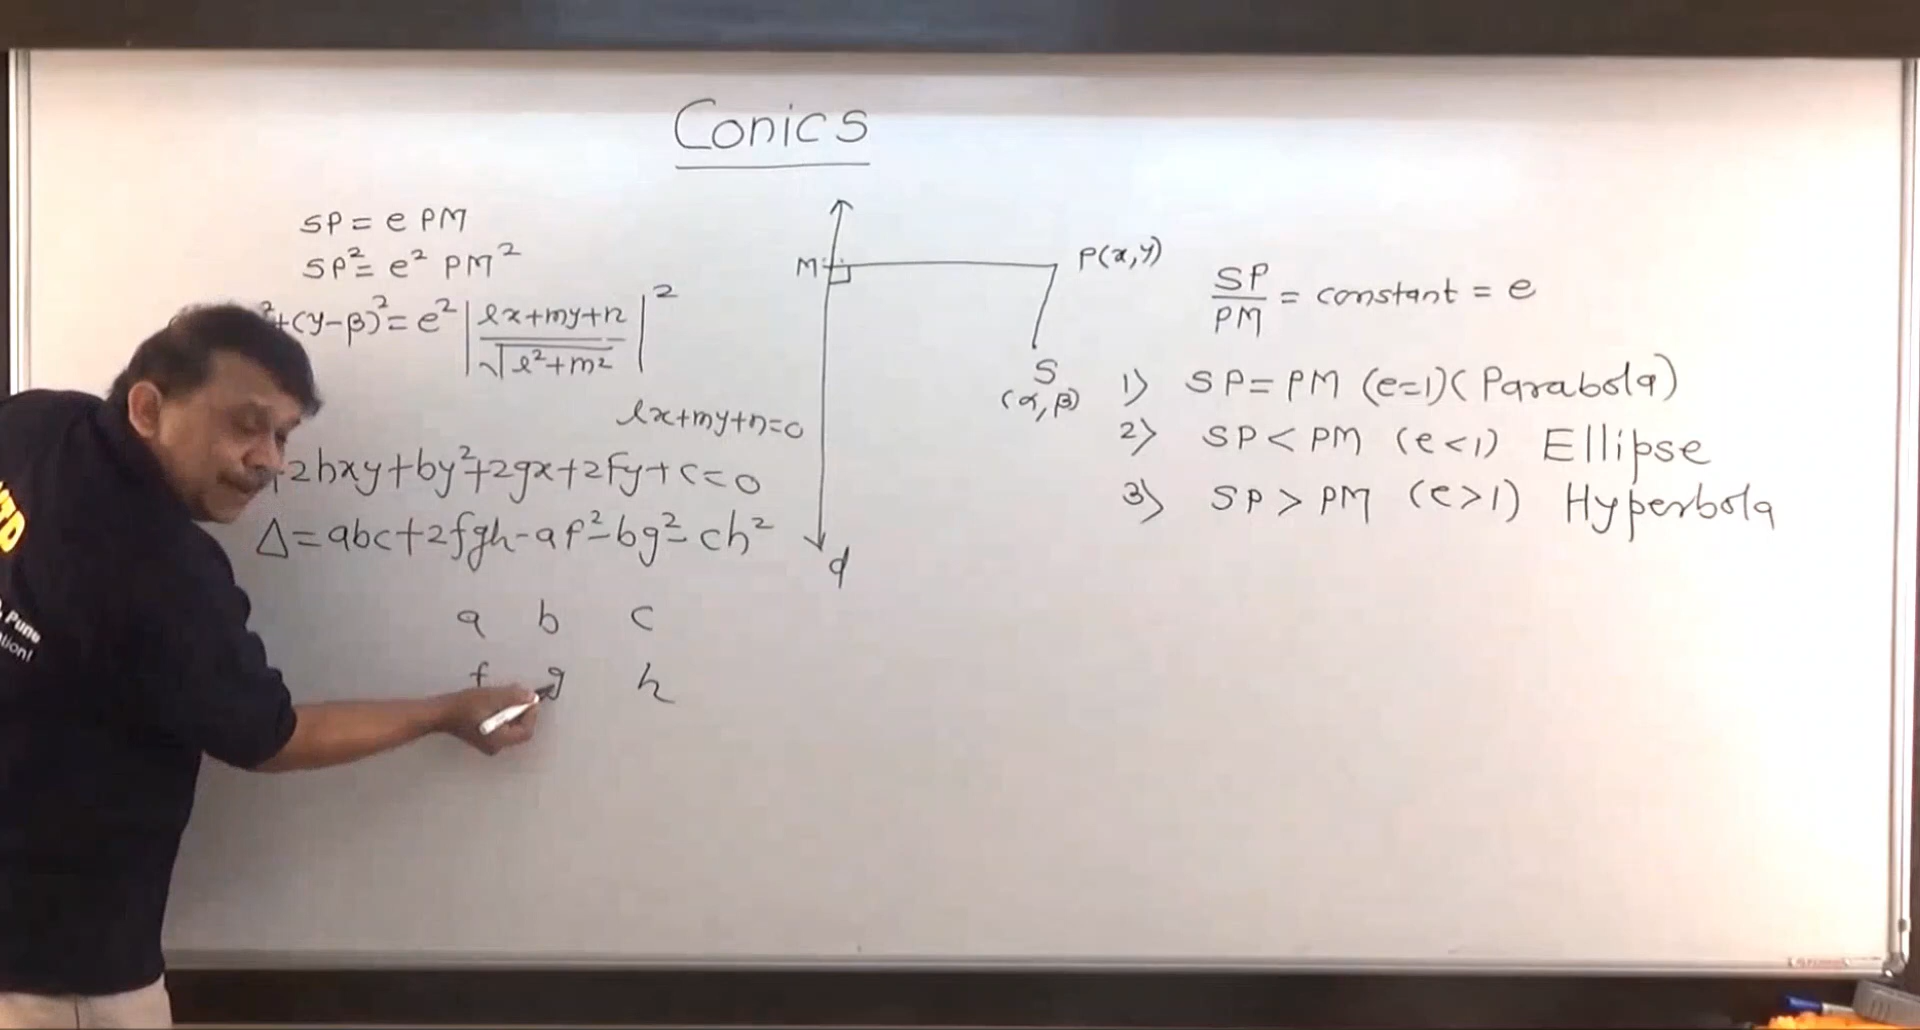 Conics
SP = e PM
SP² = e² PM²
²+(y-β)² = e² |lx+my+n / √l²+m²|²
lx+my+n=0
2hxy+by²+2gx+2fy+c=0
Δ=abc+2fgh-af²-bg²-ch²
a b c
f g h
M
P(x,y)
S
(α,β)
d
SP/PM = constant = e
1) SP=PM (e=1)(Parabola)
2) SP<PM (e<1) Ellipse
3) SP>PM (e>1) Hyperbola
Pune